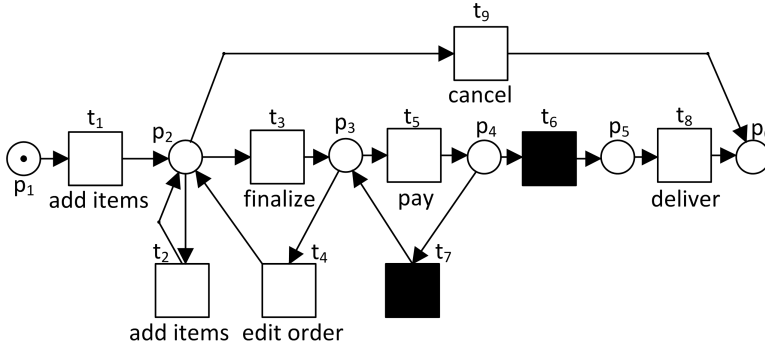 t₉
cancel
t₁
p₂
t₃
p₃
t₅
p₄
t₆
p₅
t₈
p₁
add items
finalize
pay
deliver
t₂
t₄
t₇
add items
edit order